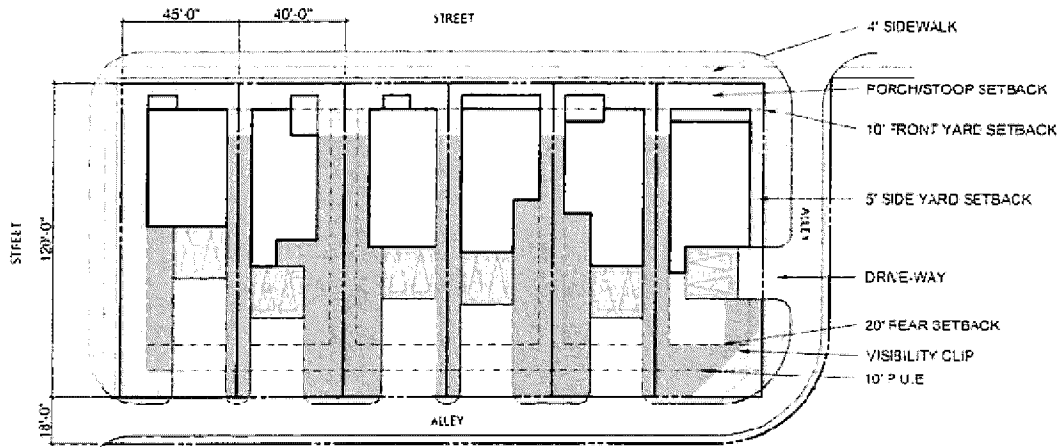 45'-0"
40'-0"
STREET
4' SIDEWALK
PORCH/STOOP SETBACK
10' FRONT YARD SETBACK
5' SIDE YARD SETBACK
ALLEY
DRIVE-WAY
20' REAR SETBACK
VISIBILITY CLIP
10' P.U.E
STREET
120'-0"
18'-0"
ALLEY